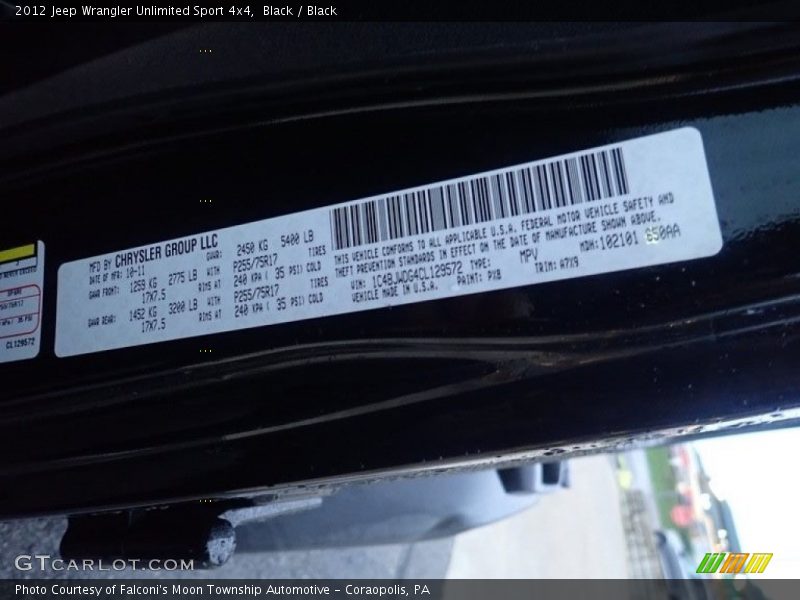 2012 Jeep Wrangler Unlimited Sport 4x4, Black / Black
MFD BY CHRYSLER GROUP LLC
DATE OF MFR: 10-11 GVWR: 2450 KG 5400 LB
GAWR FRONT: 1259 KG 2775 LB WITH P255/75R17 TIRES
17X7.5 RIMS AT 240 KPA ( 35 PSI) COLD
GAWR REAR: 1452 KG 3200 LB WITH P255/75R17 TIRES
17X7.5 RIMS AT 240 KPA ( 35 PSI) COLD
THIS VEHICLE CONFORMS TO ALL APPLICABLE U.S.A. FEDERAL MOTOR VEHICLE SAFETY AND
THEFT PREVENTION STANDARDS IN EFFECT ON THE DATE OF MANUFACTURE SHOWN ABOVE.
VIN: 1C4BJWDG4CL129572 TYPE: MPV MDH: 102101 650AA
VEHICLE MADE IN U.S.A. PAINT: PX8 TRIM: A7X9
CL129572
GTCARLOT.COM
Photo Courtesy of Falconi's Moon Township Automotive - Coraopolis, PA